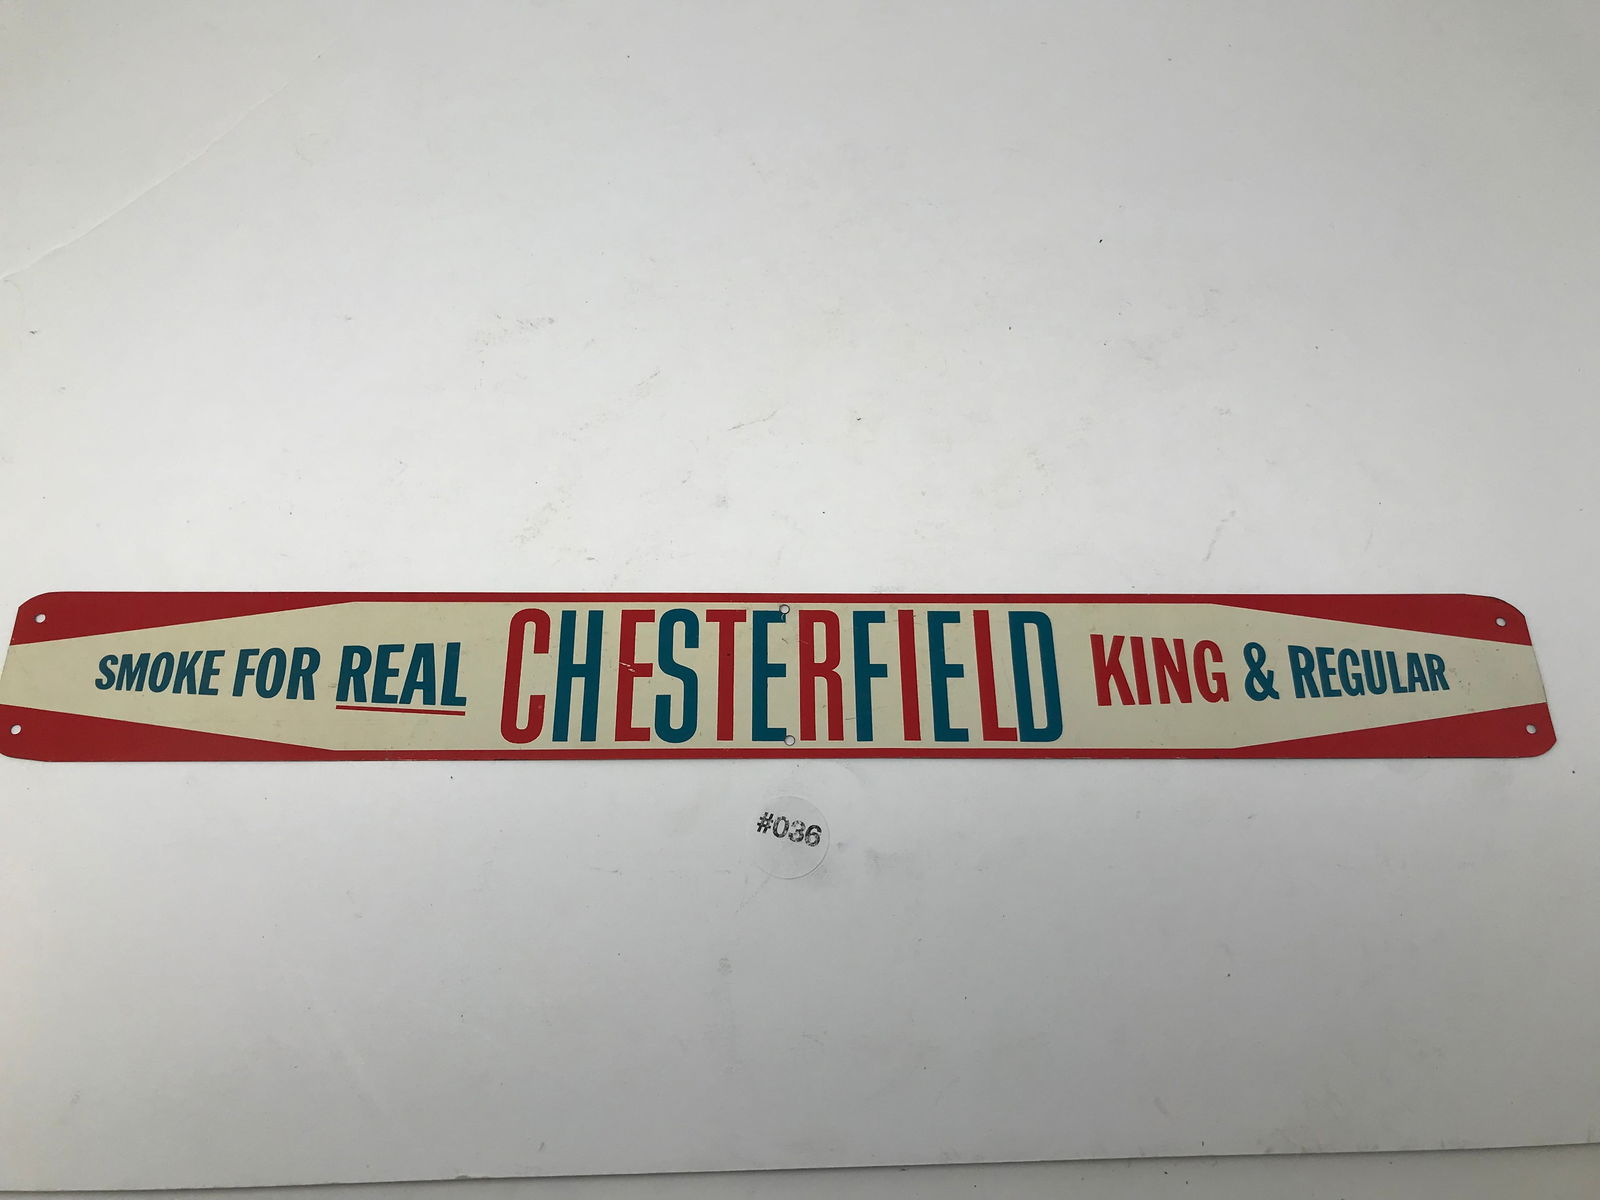 SMOKE FOR REAL CHESTERFIELD KING & REGULAR
#036